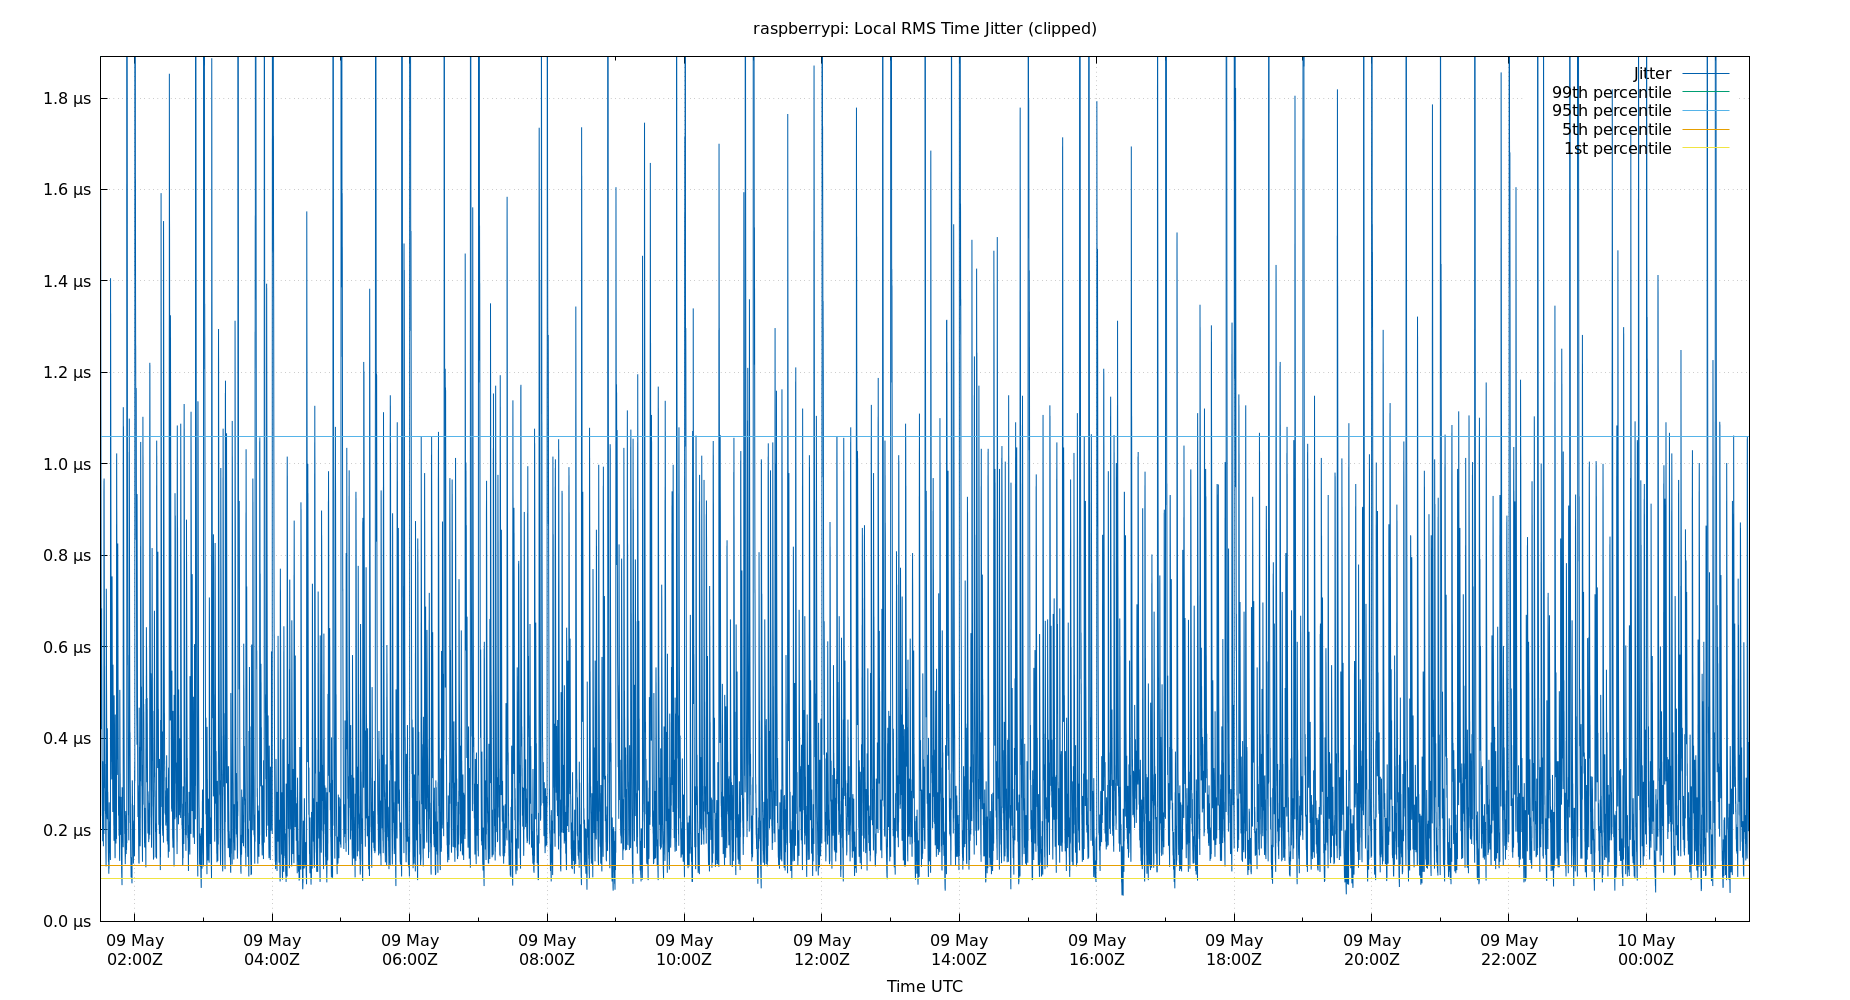 raspberrypi: Local RMS Time Jitter (clipped)
Jitter
99th percentile
95th percentile
5th percentile
1st percentile
1.8 µs
1.6 µs
1.4 µs
1.2 µs
1.0 µs
0.8 µs
0.6 µs
0.4 µs
0.2 µs
0.0 µs
09 May 09 May 09 May 09 May 09 May 09 May 09 May 09 May 09 May 09 May 09 May 10 May
02:00Z 04:00Z 06:00Z 08:00Z 10:00Z 12:00Z 14:00Z 16:00Z 18:00Z 20:00Z 22:00Z 00:00Z
Time UTC